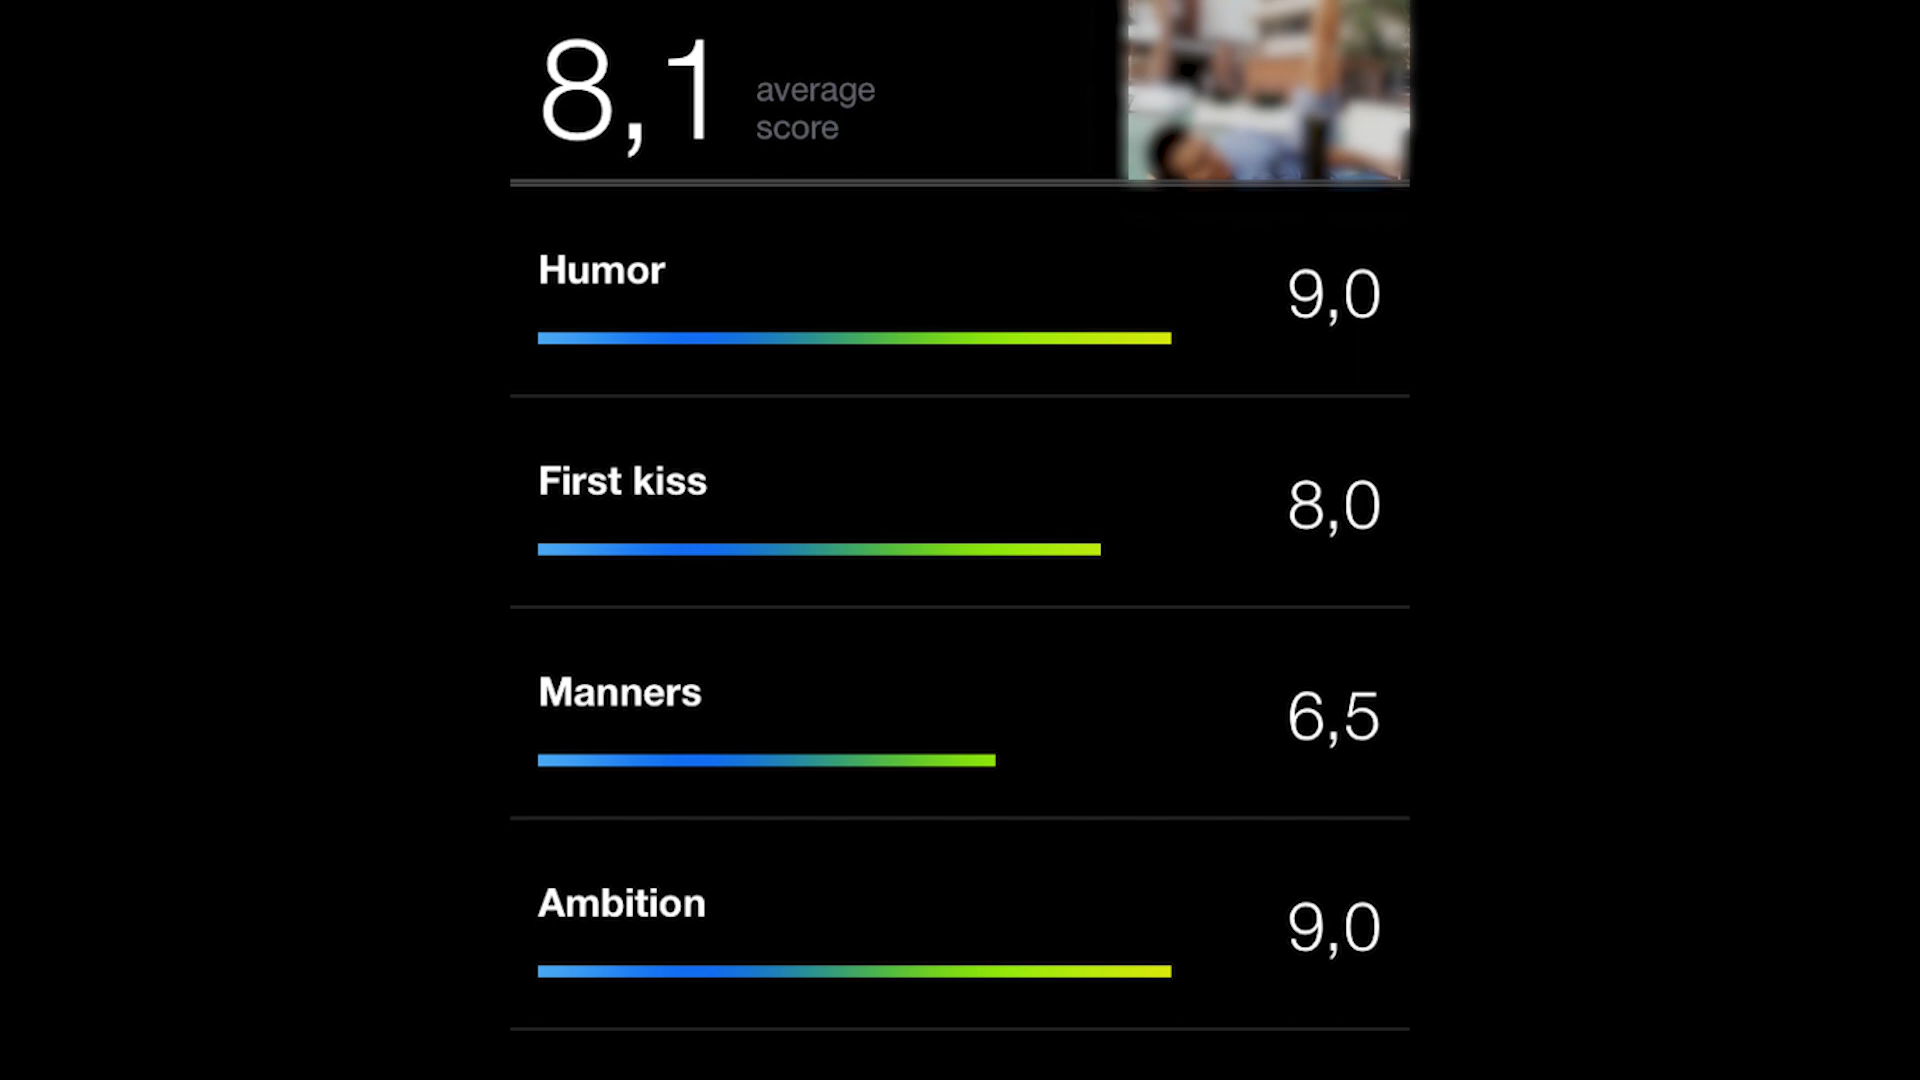 8,1
average
score
Humor
9,0
First kiss
8,0
Manners
6,5
Ambition
9,0